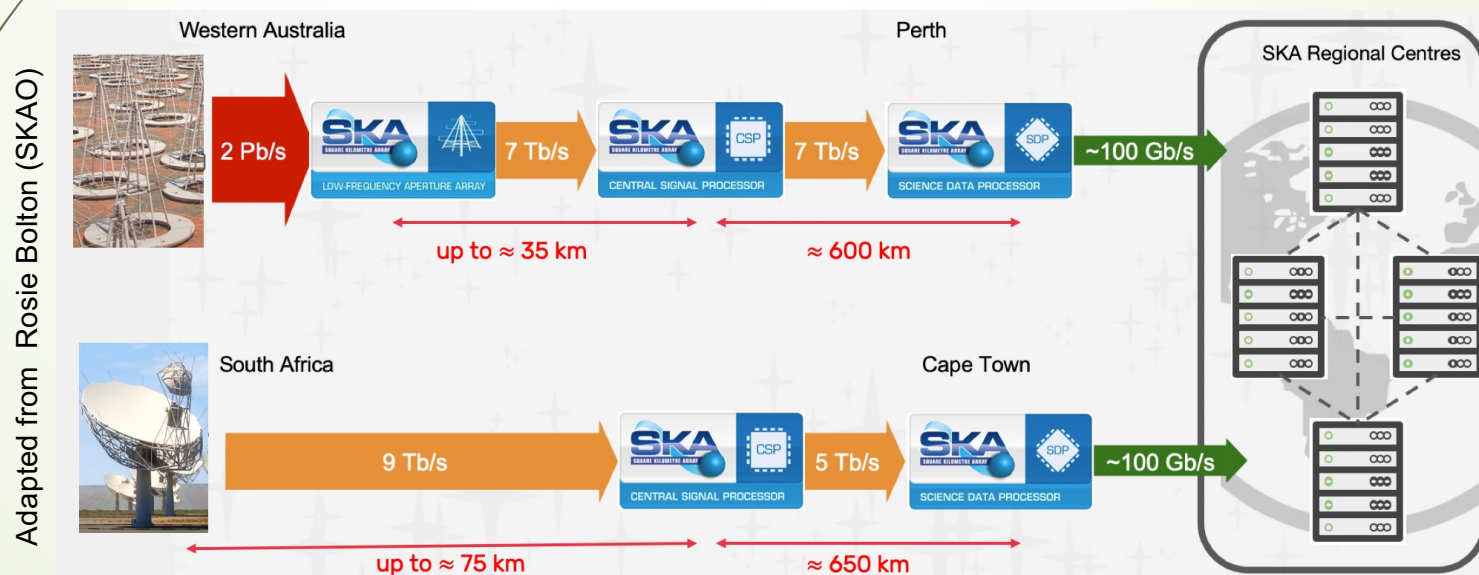 Adapted from Rosie Bolton (SKAO)
Western Australia
Perth
SKA Regional Centres
2 Pb/s
SKA
SQUARE KILOMETRE ARRAY
LOW-FREQUENCY APERTURE ARRAY
7 Tb/s
SKA
SQUARE KILOMETRE ARRAY
CSP
CENTRAL SIGNAL PROCESSOR
7 Tb/s
SKA
SQUARE KILOMETRE ARRAY
SDP
SCIENCE DATA PROCESSOR
~100 Gb/s
up to ≈ 35 km
≈ 600 km
South Africa
Cape Town
9 Tb/s
SKA
SQUARE KILOMETRE ARRAY
CSP
CENTRAL SIGNAL PROCESSOR
5 Tb/s
SKA
SQUARE KILOMETRE ARRAY
SDP
SCIENCE DATA PROCESSOR
~100 Gb/s
up to ≈ 75 km
≈ 650 km